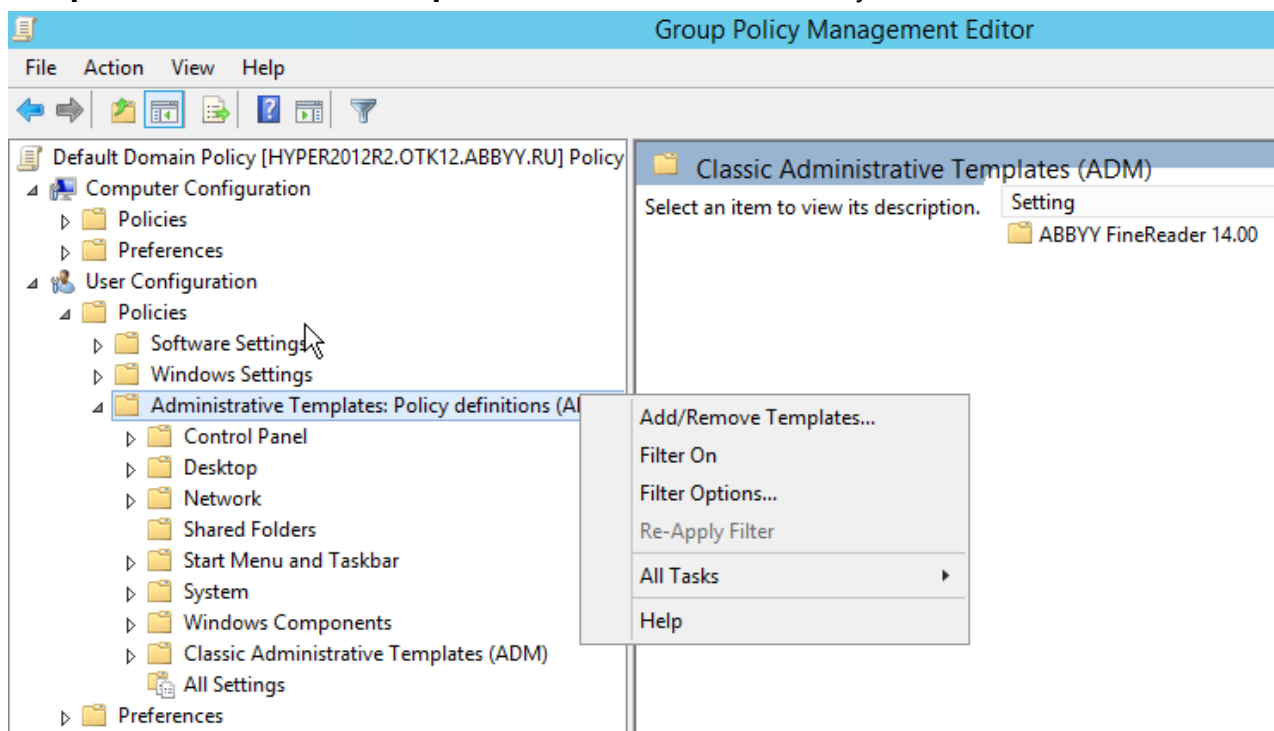 Group Policy Management Editor
File Action View Help
Default Domain Policy [HYPER2012R2.OTK12.ABBYY.RU] Policy
Computer Configuration
Policies
Preferences
User Configuration
Policies
Software Settings
Windows Settings
Administrative Templates: Policy definitions
Control Panel
Desktop
Network
Shared Folders
Start Menu and Taskbar
System
Windows Components
Classic Administrative Templates (ADM)
All Settings
Preferences
Classic Administrative Templates (ADM)
Select an item to view its description.
Setting
ABBYY FineReader 14.00
Add/Remove Templates...
Filter On
Filter Options...
Re-Apply Filter
All Tasks
Help